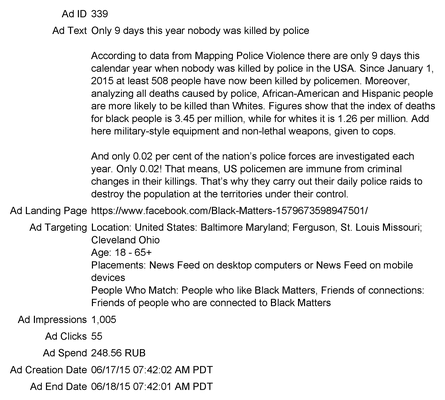 Ad ID 339
Ad Text Only 9 days this year nobody was killed by police
According to data from Mapping Police Violence there are only 9 days this
calendar year when nobody was killed by police in the USA. Since January 1,
2015 at least 508 people have now been killed by policemen. Moreover,
analyzing all deaths caused by police, African-American and Hispanic people
are more likely to be killed than Whites. Figures show that the index of deaths
for black people is 3.45 per million, while for whites it is 1.26 per million. Add
here military-style equipment and non-lethal weapons, given to cops.
And only 0.02 per cent of the nation's police forces are investigated each
year. Only 0.02! That means, US policemen are immune from criminal
changes in their killings. That's why they carry out their daily police raids to
destroy the population at the territories under their control.
Ad Landing Page https://www.facebook.com/Black-Matters-1579673598947501/
Ad Targeting Location: United States: Baltimore Maryland; Ferguson, St. Louis Missouri;
Cleveland Ohio
Age: 18 - 65+
Placements: News Feed on desktop computers or News Feed on mobile
devices
People Who Match: People who like Black Matters, Friends of connections:
Friends of people who are connected to Black Matters
Ad Impressions 1,005
Ad Clicks 55
Ad Spend 248.56 RUB
Ad Creation Date 06/17/15 07:42:02 AM PDT
Ad End Date 06/18/15 07:42:01 AM PDT